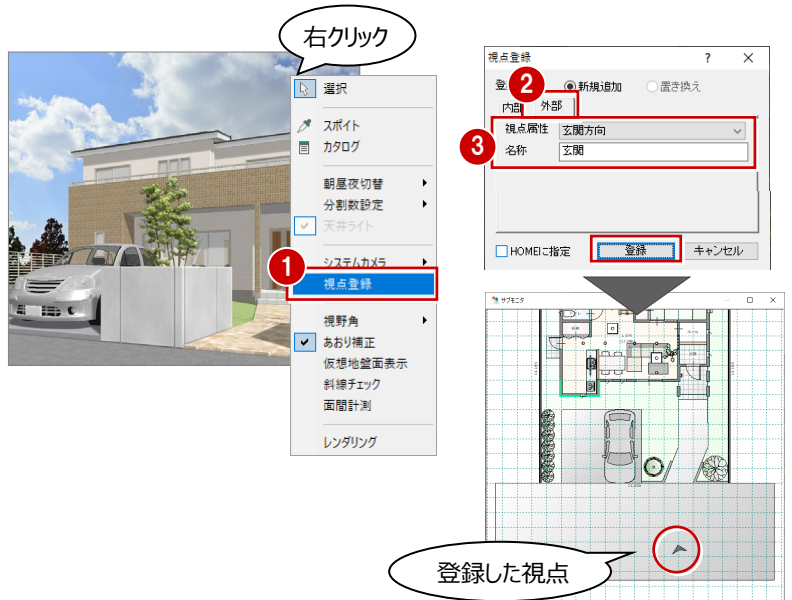 右クリック
選択
スポイト
カタログ
朝昼夜切替
分割数設定
天井ライト
システムカメラ
1
視点登録
視野角
あおり補正
仮想地盤面表示
斜線チェック
面間計測
レンダリング
視点登録 ? ×
登
2
新規追加 置き換え
内部 外部
3
視点属性 玄関方向
名称 玄関
HOMEに指定 登録 キャンセル
サブモニタ
登録した視点